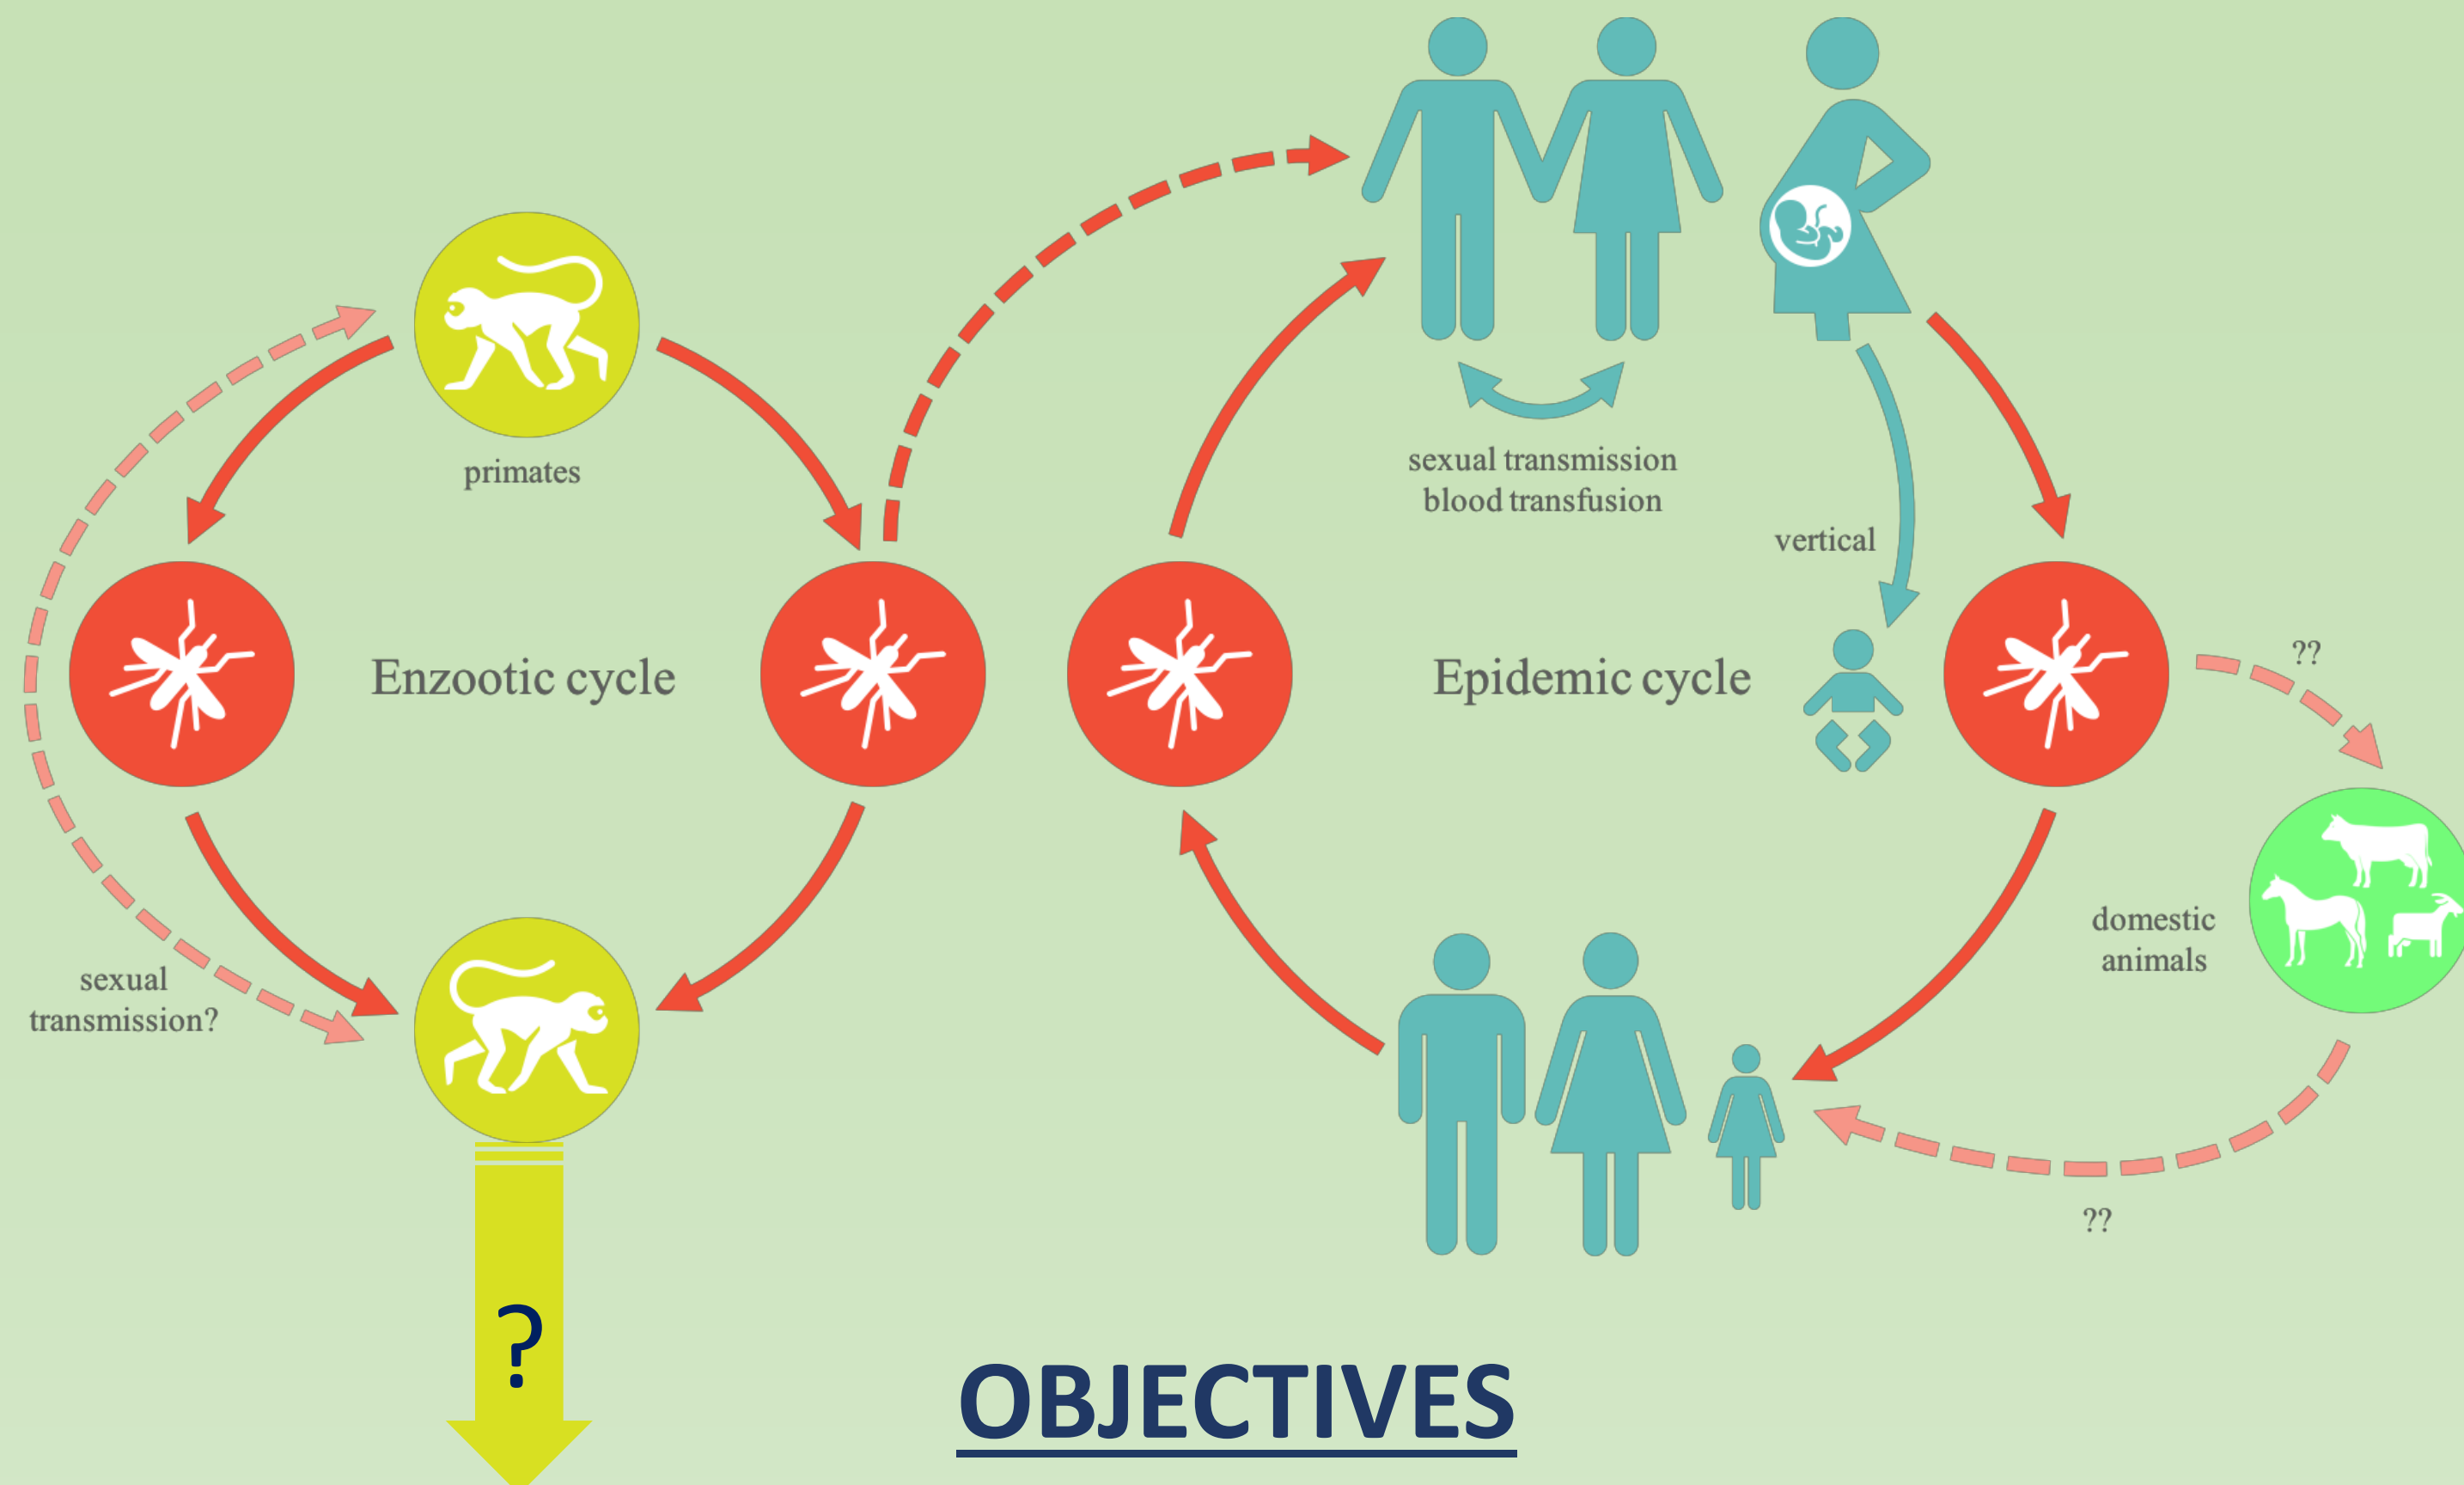 primates
sexual transmission
blood transfusion
vertical
??
Enzootic cycle
Epidemic cycle
domestic
animals
sexual
transmission?
??
?
OBJECTIVES